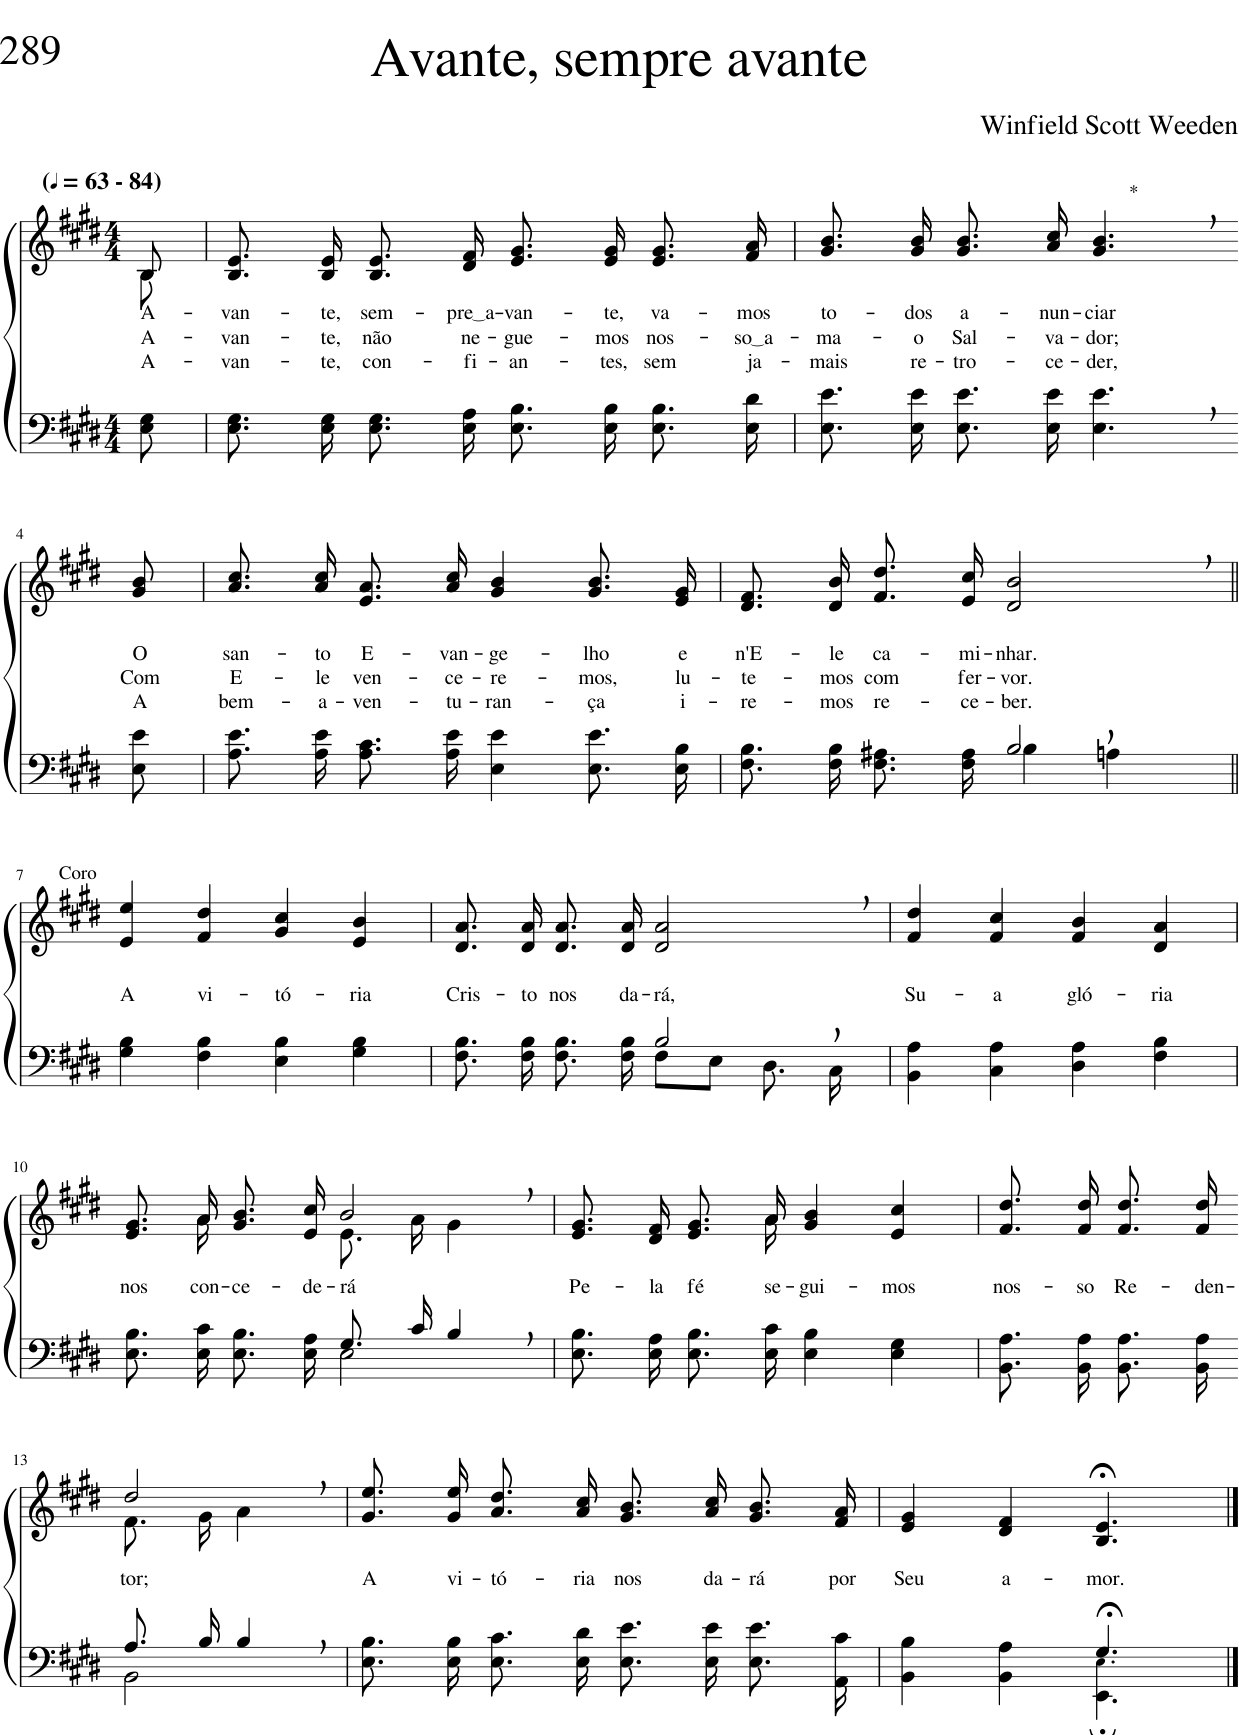 289
Avante, sempre avante
Winfield Scott Weeden
(♩ = 63 - 84)
*
A - van - te, sem - pre‿a-van - te, va - mos to - dos a - nun-ciar
A - van - te, não ne - gue - mos nos - so‿a - ma - o Sal - va - dor;
A - van - te, con - fi - an - tes, sem ja - mais re - tro - ce - der,
4
O san - to E - van - ge - lho e n'E - le ca - mi-nhar.
Com E - le ven - ce - re - mos, lu - te - mos com fer - vor.
A bem - a - ven - tu - ran - ça i - re - mos re - ce - ber.
7
Coro
A vi - tó - ria Cris - to nos da - rá, Su - a gló - ria
10
nos con - ce - de - rá Pe - la fé se - gui - mos nos - so Re - den -
13
tor; A vi - tó - ria nos da - rá por Seu a - mor.